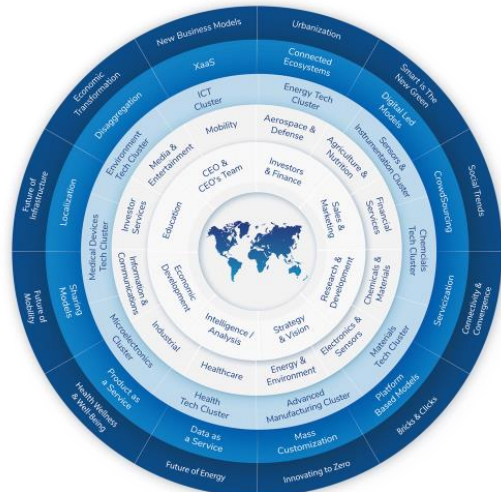 New Business Models
Urbanization
Smart is The
New Green
Social Trends
Connectivity &
Convergence
Bricks & Clicks
Innovating to Zero
Future of Energy
Health Wellness
& Well Being
Future of
Mobility
Future of
Infrastructure
Economic
Transformation
XaaS
Connected
Ecosystems
Digital Led
Models
CrowdSourcing
Servicization
Platform
Based Models
Mass
Customization
Data as
a Service
Product as
a Service
Sharing
Models
Localization
Disaggregation
ICT
Cluster
Energy Tech
Cluster
Sensors &
Instrumentation Cluster
Chemcials
Tech Cluster
Materials
Tech Cluster
Advanced
Manufacturing Cluster
Health
Tech Cluster
Microelectronics
Cluster
Medical Devices
Tech Cluster
Environment
Tech Cluster
Mobility
Aerospace &
Defense
Agriculture &
Nutrition
Financial
Services
Chemicals &
Materials
Electronics &
Sensors
Energy &
Environment
Healthcare
Industrial
Information &
Communications
Investor
Services
Media &
Entertainment
CEO &
CEO's Team
Investors
& Finance
Sales &
Marketing
Research &
Development
Strategy
& Vision
Intelligence /
Analysis
Economic
Development
Education